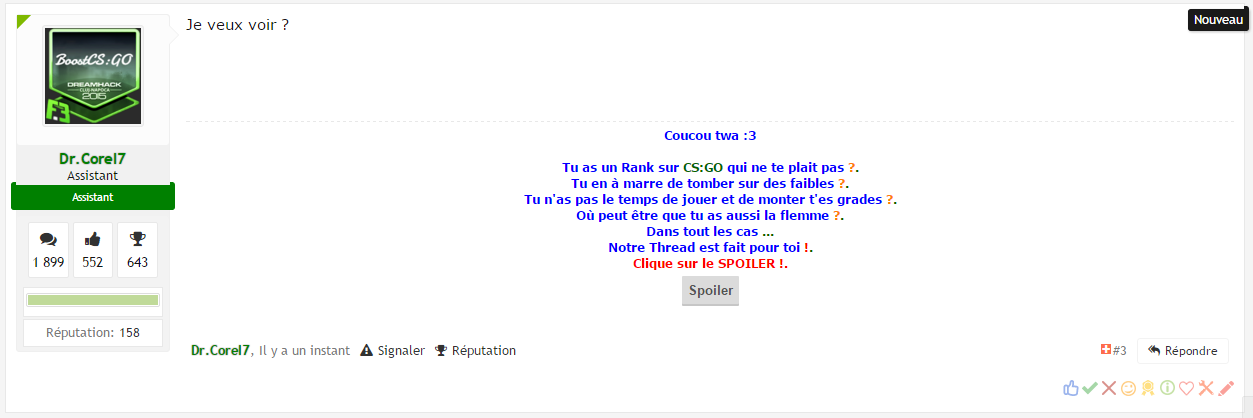 Je veux voir ?
Nouveau
BoostCS:GO
DREAMHACK
CLUJ-NAPOCA
2015
Dr.Corel7
Assistant
Assistant
1 899
552
643
Réputation: 158
Coucou twa :3
Tu as un Rank sur CS:GO qui ne te plait pas ?.
Tu en à marre de tomber sur des faibles ?.
Tu n'as pas le temps de jouer et de monter t'es grades ?.
Où peut être que tu as aussi la flemme ?.
Dans tout les cas ...
Notre Thread est fait pour toi !.
Clique sur le SPOILER !.
Spoiler
Dr.Corel7, Il y a un instant Signaler Réputation
#3 Répondre